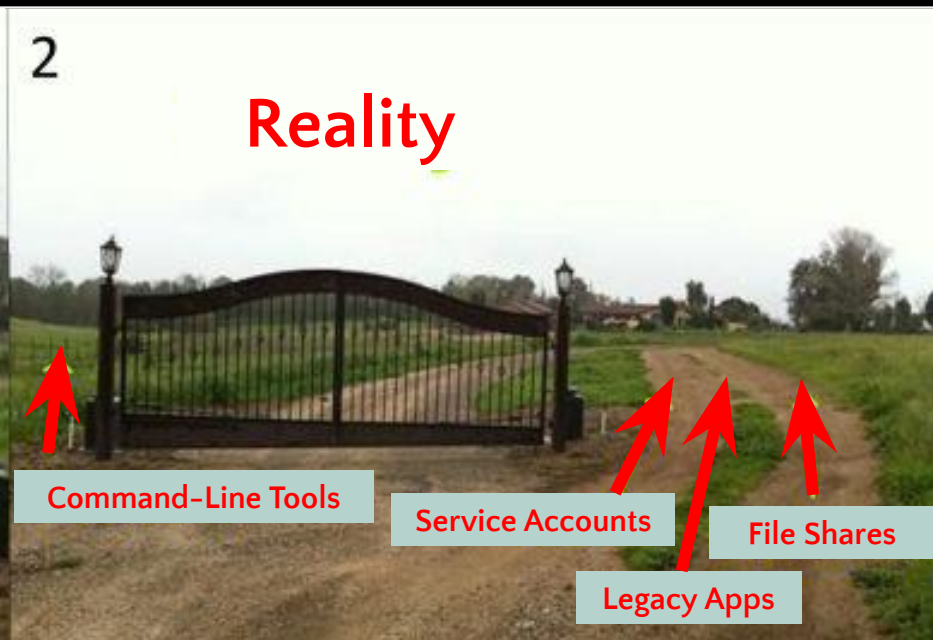 2
Reality
Command-Line Tools
Service Accounts
File Shares
Legacy Apps